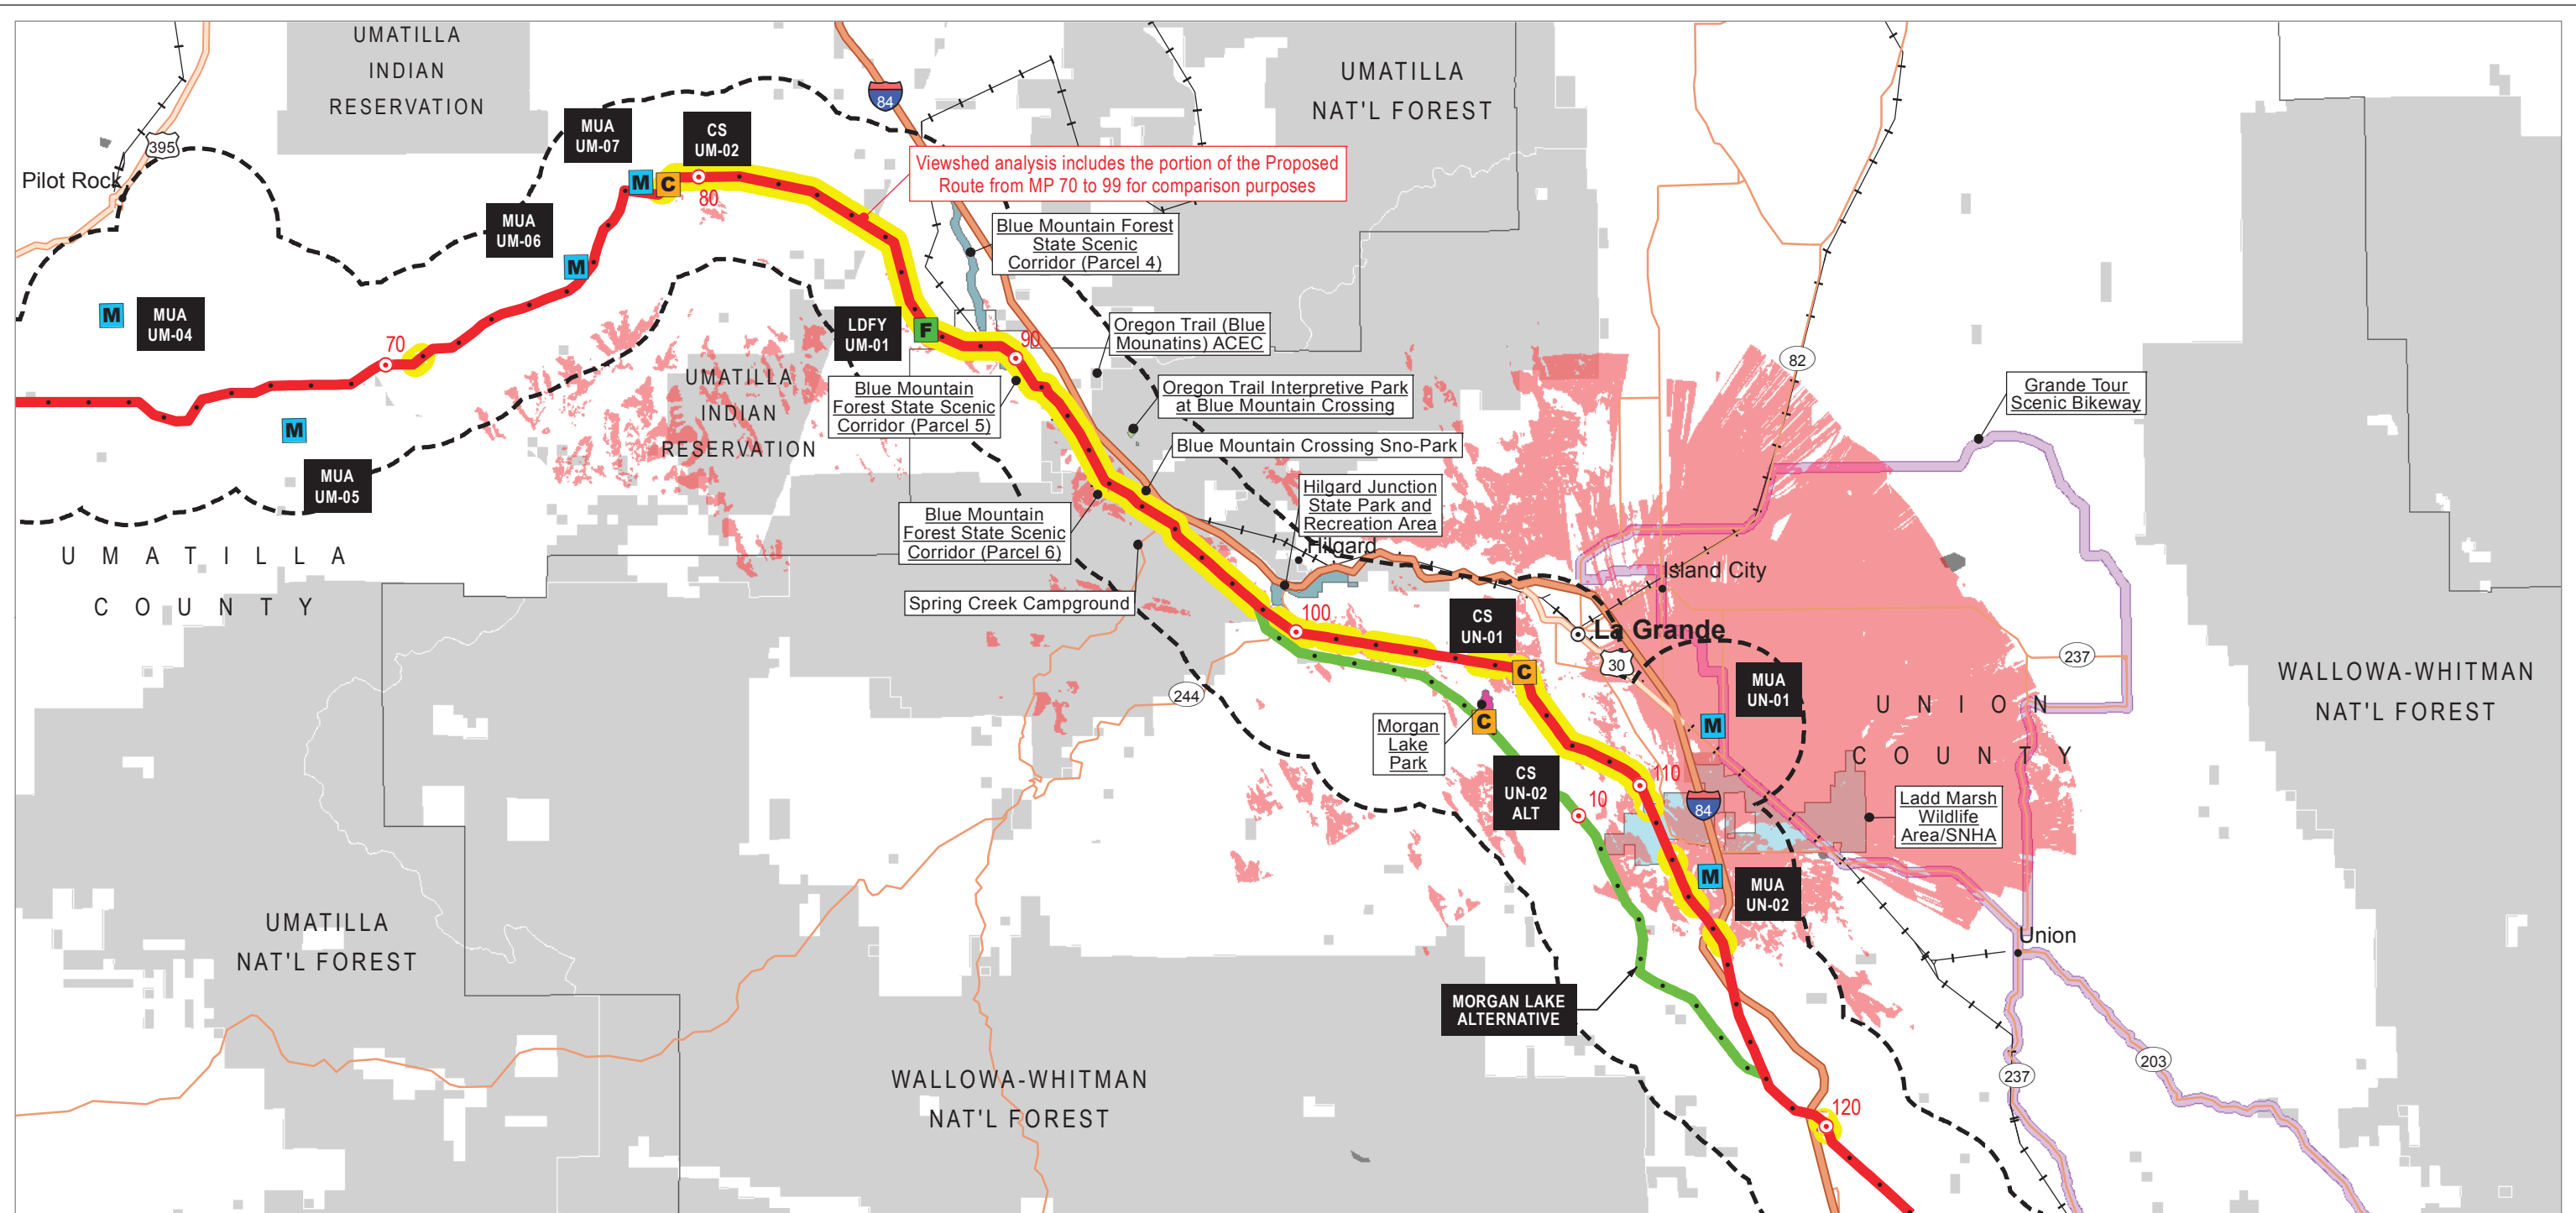 UMATILLA
INDIAN
RESERVATION
84
UMATILLA
NAT'L FOREST
395
Pilot Rock
MUA
UM-07
CS
UM-02
M
C
80
Viewshed analysis includes the portion of the Proposed
Route from MP 70 to 99 for comparison purposes
MUA
UM-06
M
Blue Mountain Forest
State Scenic
Corridor (Parcel 4)
M
MUA
UM-04
70
LDFY
UM-01
F
90
Oregon Trail (Blue
Mounatins) ACEC
82
UMATILLA
INDIAN
RESERVATION
Blue Mountain
Forest State Scenic
Corridor (Parcel 5)
Oregon Trail Interpretive Park
at Blue Mountain Crossing
Grande Tour
Scenic Bikeway
M
MUA
UM-05
Blue Mountain Crossing Sno-Park
Hilgard Junction
State Park and
Recreation Area
Blue Mountain
Forest State Scenic
Corridor (Parcel 6)
Hilgard
UMATILLA
COUNTY
Island City
Spring Creek Campground
100
CS
UN-01
C
La Grande
30
237
244
MUA
UN-01
M
UNION
COUNTY
WALLOWA-WHITMAN
NAT'L FOREST
Morgan
Lake
Park
C
CS
UN-02
ALT
10
110
84
Ladd Marsh
Wildlife
Area/SNHA
M
MUA
UN-02
UMATILLA
NAT'L FOREST
Union
MORGAN LAKE
ALTERNATIVE
WALLOWA-WHITMAN
NAT'L FOREST
237
203
120